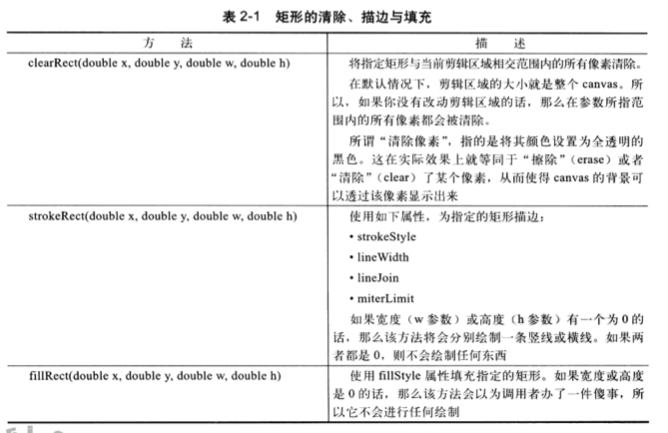 表 2-1 矩形的清除、描边与填充
方 法
描 述
clearRect(double x, double y, double w, double h)
将指定矩形与当前剪辑区域相交范围内的所有像素清除。
在默认情况下，剪辑区域的大小就是整个 canvas。所
以，如果你没有改动剪辑区域的话，那么在参数所指范
围内的所有像素都会被清除。
所谓“清除像素”，指的是将其颜色设置为全透明的
黑色。这在实际效果上就等同于“擦除”（erase）或者
“清除”（clear）了某个像素，从而使得 canvas 的背景可
以透过该像素显示出来
strokeRect(double x, double y, double w, double h)
使用如下属性，为指定的矩形描边：
• strokeStyle
• lineWidth
• lineJoin
• miterLimit
如果宽度（w 参数）或高度（h 参数）有一个为 0 的
话，那么该方法将会分别绘制一条竖线或横线。如果两
者都是 0，则不会绘制任何东西
fillRect(double x, double y, double w, double h)
使用 fillStyle 属性填充指定的矩形。如果宽度或高度
是 0 的话，那么该方法会以为调用者办了一件傻事，所
以它不会进行任何绘制